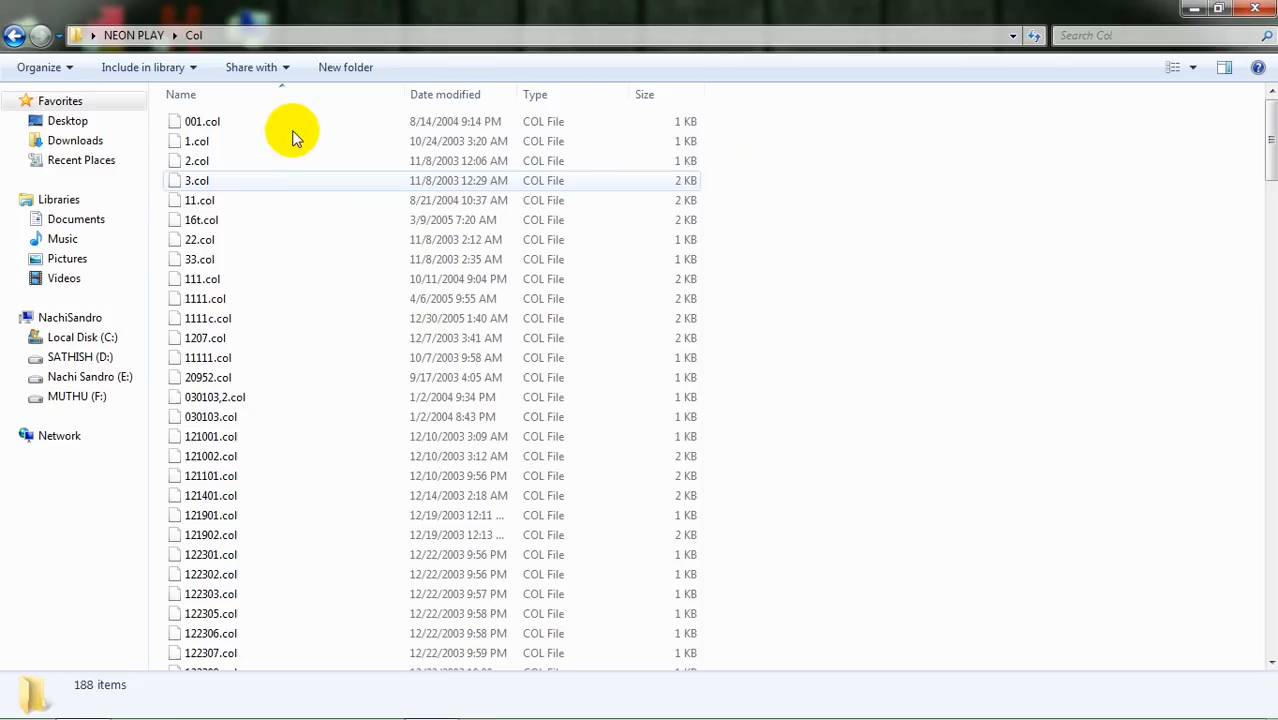 NEON PLAY Col Search Col
Organize Include in library Share with New folder
Favorites
Desktop
Downloads
Recent Places
Libraries
Documents
Music
Pictures
Videos
NachiSandro
Local Disk (C:)
SATHISH (D:)
Nachi Sandro (E:)
MUTHU (F:)
Network
Name Date modified Type Size
001.col 8/14/2004 9:14 PM COL File 1 KB
1.col 10/24/2003 3:20 AM COL File 1 KB
2.col 11/8/2003 12:06 AM COL File 1 KB
3.col 11/8/2003 12:29 AM COL File 2 KB
11.col 8/21/2004 10:37 AM COL File 1 KB
16t.col 3/9/2005 7:20 AM COL File 1 KB
22.col 11/8/2003 2:12 AM COL File 1 KB
33.col 11/8/2003 2:35 AM COL File 1 KB
111.col 10/11/2004 9:04 PM COL File 2 KB
1111.col 4/6/2005 9:55 AM COL File 2 KB
1111c.col 12/30/2005 1:40 AM COL File 2 KB
1207.col 12/7/2003 3:41 AM COL File 2 KB
11111.col 10/7/2003 9:58 AM COL File 2 KB
20952.col 9/17/2003 4:05 AM COL File 2 KB
030103,2.col 1/2/2004 9:34 PM COL File 1 KB
030103.col 1/2/2004 8:43 PM COL File 1 KB
121001.col 12/10/2003 3:09 AM COL File 2 KB
121002.col 12/10/2003 3:12 AM COL File 2 KB
121101.col 12/10/2003 9:56 PM COL File 2 KB
121401.col 12/14/2003 2:18 AM COL File 2 KB
121901.col 12/19/2003 12:11 ... COL File 1 KB
121902.col 12/19/2003 12:13 ... COL File 1 KB
122301.col 12/22/2003 9:56 PM COL File 1 KB
122302.col 12/22/2003 9:56 PM COL File 1 KB
122303.col 12/22/2003 9:57 PM COL File 1 KB
122305.col 12/22/2003 9:58 PM COL File 1 KB
122306.col 12/22/2003 9:58 PM COL File 1 KB
122307.col 12/22/2003 9:59 PM COL File 1 KB
188 items